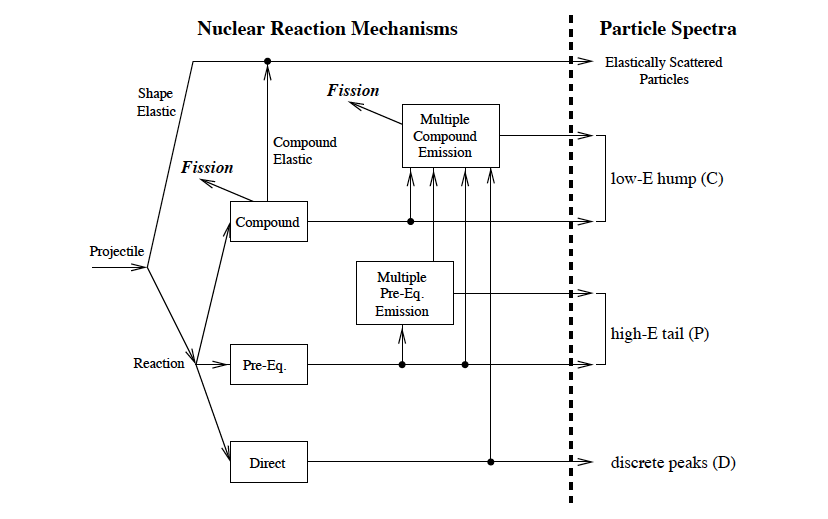 Nuclear Reaction Mechanisms
Particle Spectra
Elastically Scattered
Particles
Shape
Elastic
Fission
Multiple
Compound
Emission
Compound
Elastic
Fission
low-E hump (C)
Compound
Projectile
Multiple
Pre-Eq.
Emission
high-E tail (P)
Reaction
Pre-Eq.
Direct
discrete peaks (D)